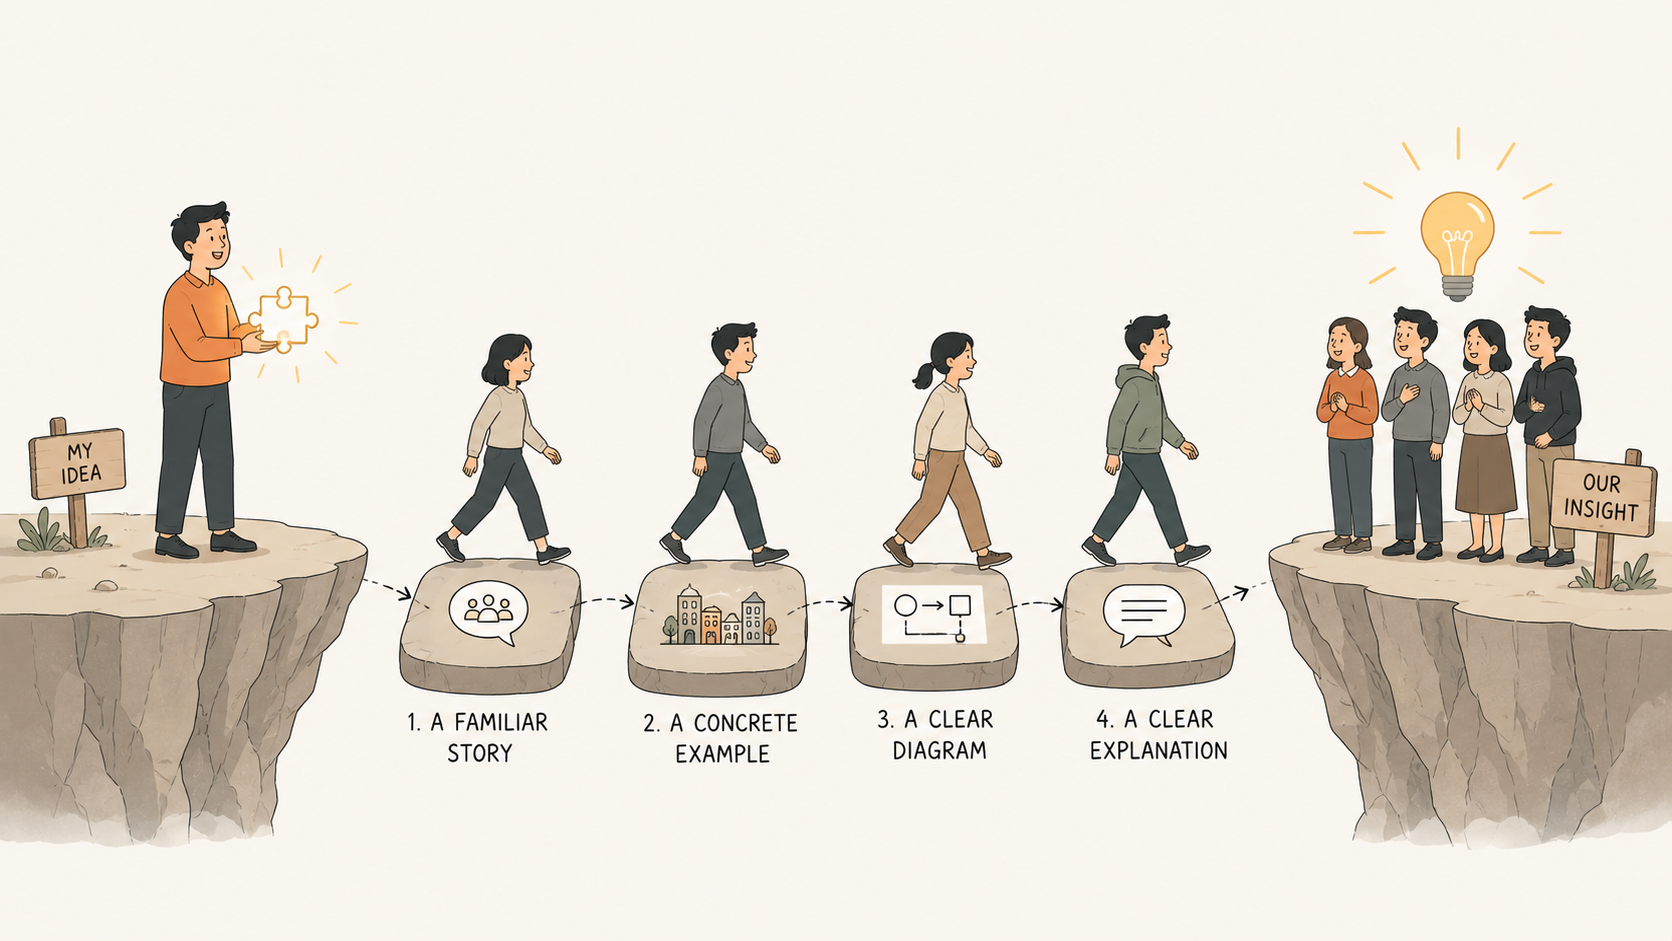 MY
IDEA
1. A FAMILIAR
STORY
2. A CONCRETE
EXAMPLE
3. A CLEAR
DIAGRAM
4. A CLEAR
EXPLANATION
OUR
INSIGHT